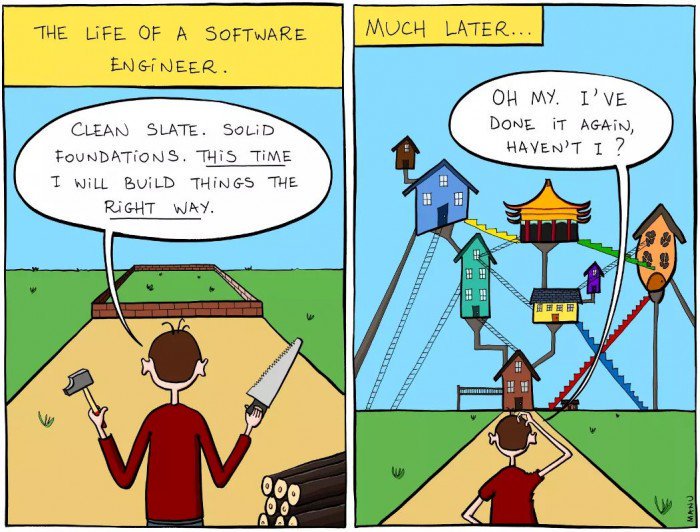 THE LIFE OF A SOFTWARE
ENGINEER.
CLEAN SLATE. SOLID
FOUNDATIONS. THIS TIME
I WILL BUILD THINGS THE
RIGHT WAY.
MUCH LATER...
OH MY. I'VE
DONE IT AGAIN,
HAVEN'T I ?
MANU